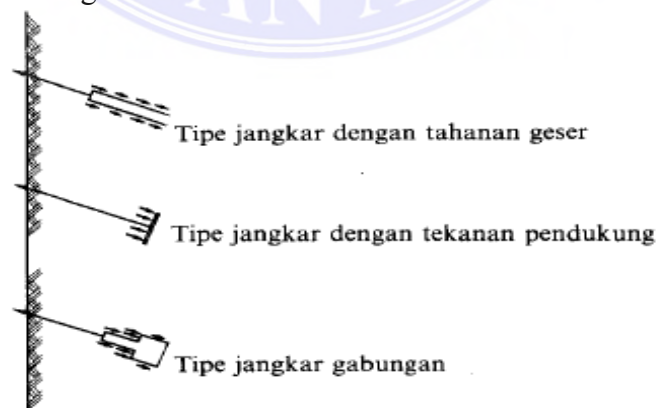 Tipe jangkar dengan tahanan geser
Tipe jangkar dengan tekanan pendukung
Tipe jangkar gabungan